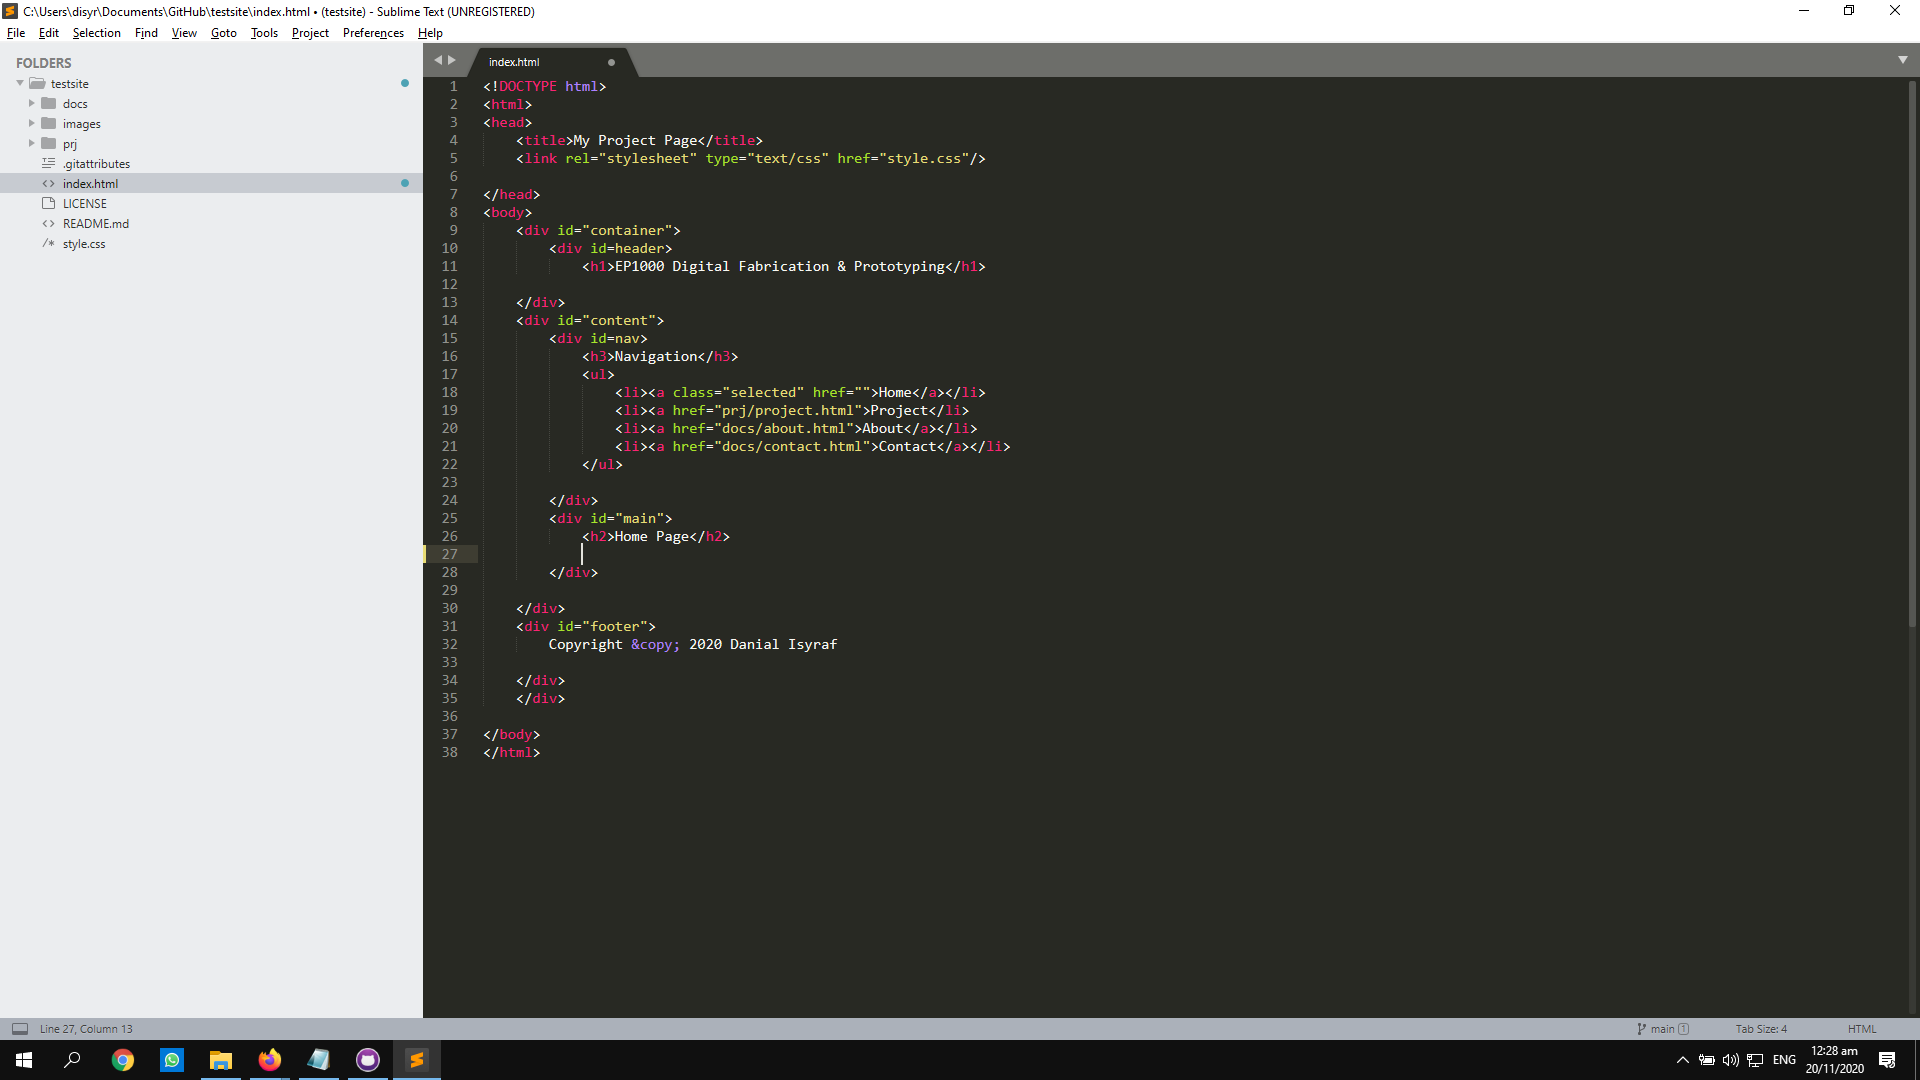 C:\Users\disyr\Documents\GitHub\testsite\index.html • (testsite) - Sublime Text (UNREGISTERED)
File Edit Selection Find View Goto Tools Project Preferences Help
FOLDERS
testsite
docs
images
prj
.gitattributes
index.html
LICENSE
README.md
style.css
index.html
1 <!DOCTYPE html>
2 <html>
3 <head>
4 <title>My Project Page</title>
5 <link rel="stylesheet" type="text/css" href="style.css"/>
6
7 </head>
8 <body>
9 <div id="container">
10 <div id=header>
11 <h1>EP1000 Digital Fabrication & Prototyping</h1>
12
13 </div>
14 <div id="content">
15 <div id=nav>
16 <h3>Navigation</h3>
17 <ul>
18 <li><a class="selected" href="">Home</a></li>
19 <li><a href="prj/project.html">Project</li>
20 <li><a href="docs/about.html">About</a></li>
21 <li><a href="docs/contact.html">Contact</a></li>
22 </ul>
23
24 </div>
25 <div id="main">
26 <h2>Home Page</h2>
27
28 </div>
29
30 </div>
31 <div id="footer">
32 Copyright &copy; 2020 Danial Isyraf
33
34 </div>
35 </div>
36
37 </body>
38 </html>
Line 27, Column 13 main 1 Tab Size: 4 HTML
ENG 12:28 am
20/11/2020